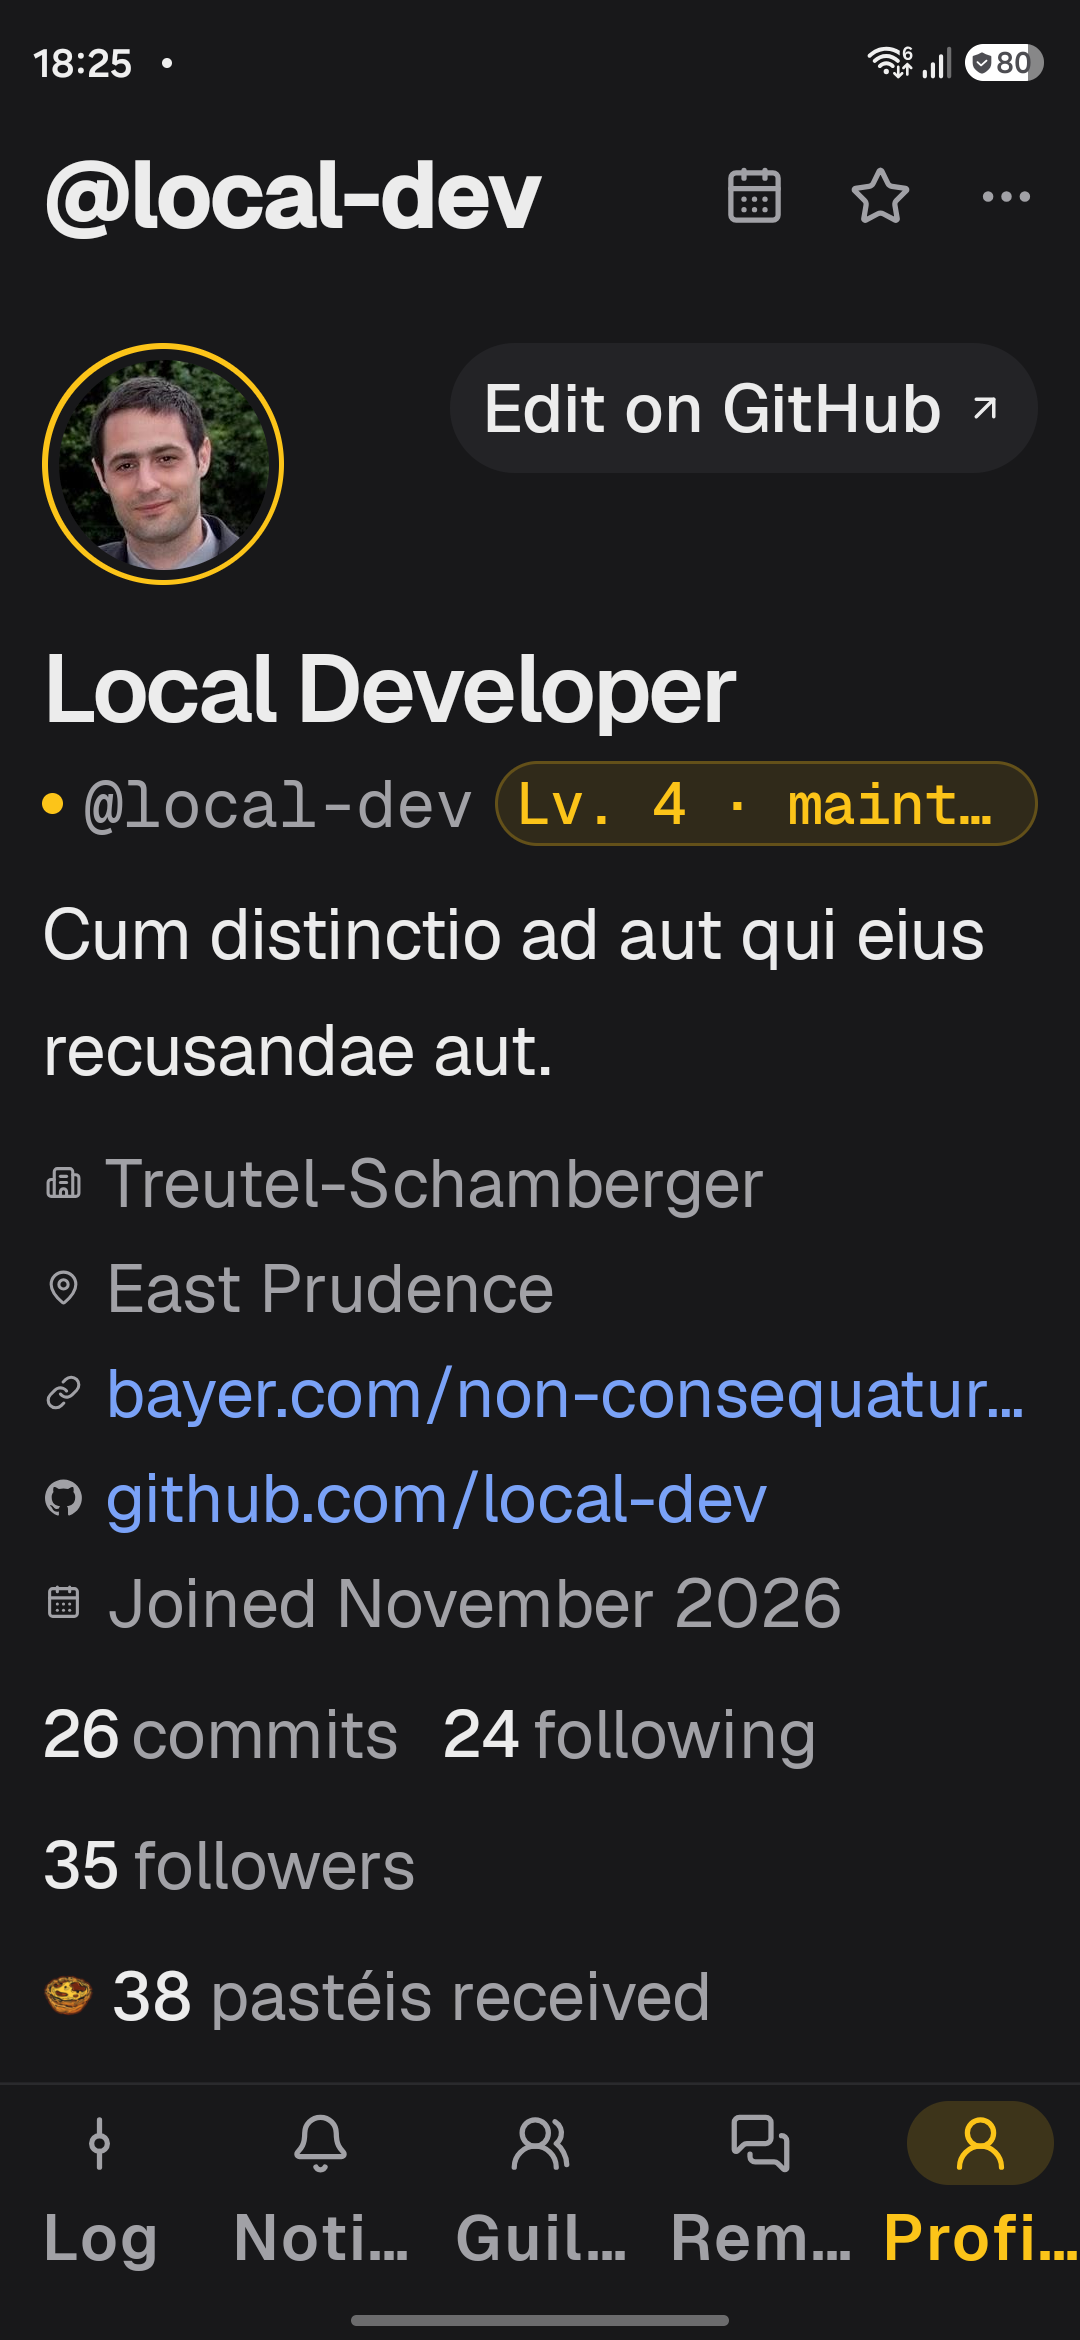 18:25
6
80
@local-dev
Edit on GitHub
Local Developer
@local-dev
Lv. 4 · maint…
Cum distinctio ad aut qui eius
recusandae aut.
Treutel-Schamberger
East Prudence
bayer.com/non-consequatur…
github.com/local-dev
Joined November 2026
26 commits 24 following
35 followers
38 pastéis received
Log Noti… Guil… Rem… Profi…